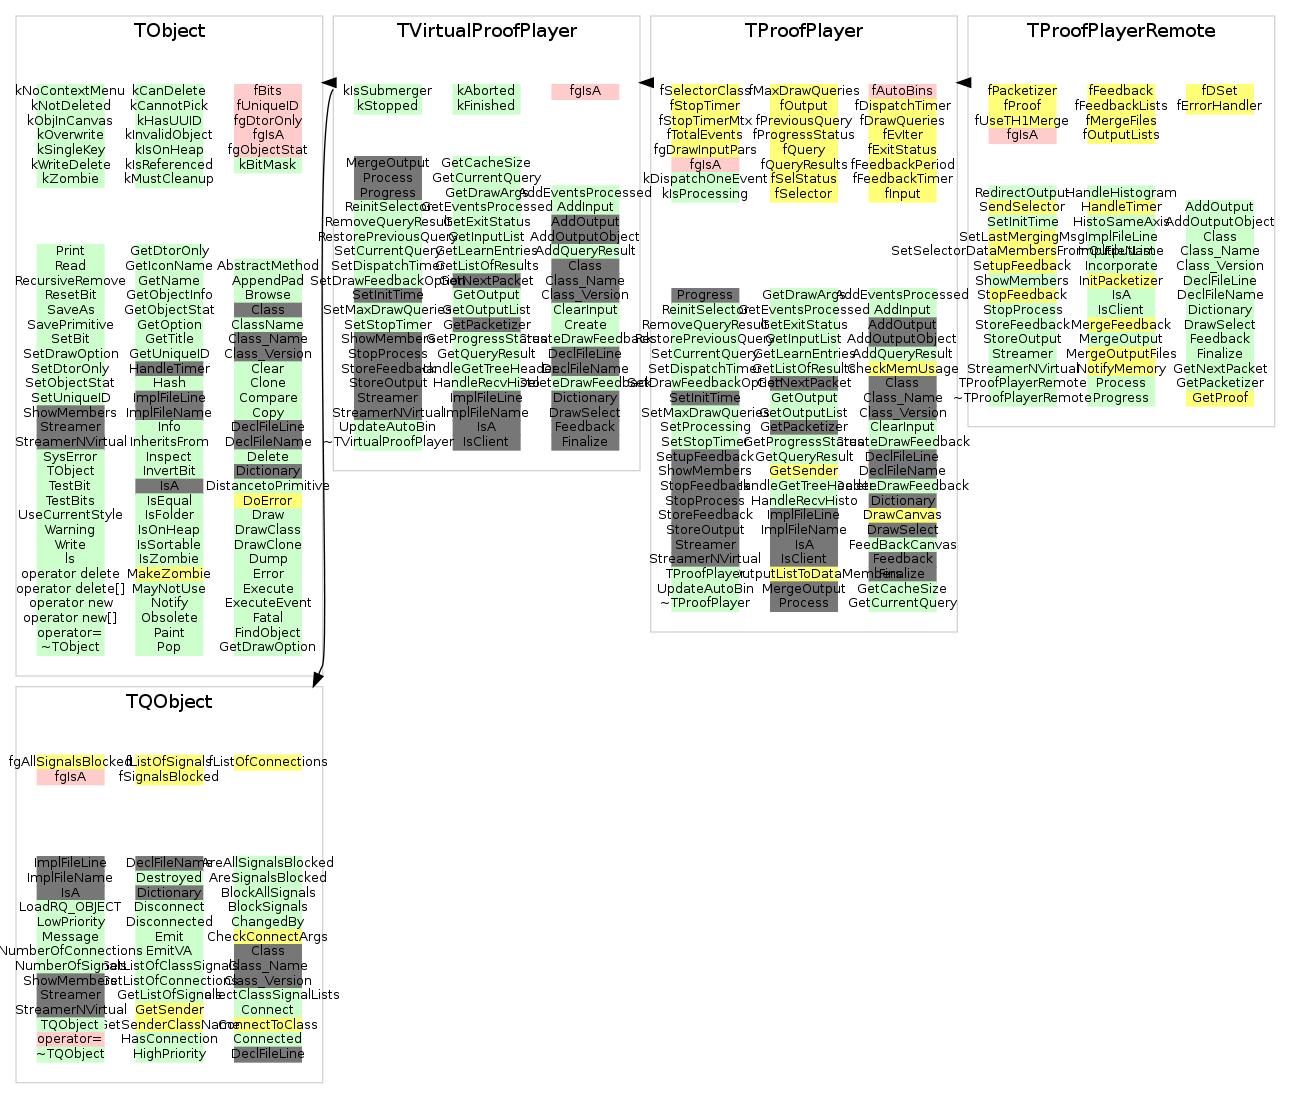 TObject
kNoContextMenu kCanDelete fBits
kNotDeleted kCannotPick fUniqueID
kObjInCanvas kHasUUID fgDtorOnly
kOverwrite kInvalidObject fgIsA
kSingleKey kIsOnHeap fgObjectStat
kWriteDelete kIsReferenced kBitMask
kZombie kMustCleanup
Print GetDtorOnly
Read GetIconName AbstractMethod
RecursiveRemove GetName AppendPad
ResetBit GetObjectInfo Browse
SaveAs GetObjectStat Class
SavePrimitive GetOption ClassName
SetBit GetTitle Class_Name
SetDrawOption GetUniqueID Class_Version
SetDtorOnly HandleTimer Clear
SetObjectStat Hash Clone
SetUniqueID ImplFileLine Compare
ShowMembers ImplFileName Copy
Streamer Info DeclFileLine
StreamerNVirtual InheritsFrom DeclFileName
SysError Inspect Delete
TObject InvertBit Dictionary
TestBit IsA DistancetoPrimitive
TestBits IsEqual DoError
UseCurrentStyle IsFolder Draw
Warning IsOnHeap DrawClass
Write IsSortable DrawClone
ls IsZombie Dump
operator delete MakeZombie Error
operator delete[] MayNotUse Execute
operator new Notify ExecuteEvent
operator new[] Obsolete Fatal
operator= Paint FindObject
~TObject Pop GetDrawOption
TVirtualProofPlayer
kIsSubmerger kAborted fgIsA
kStopped kFinished
MergeOutput GetCacheSize
Process GetCurrentQuery
Progress GetDrawArgs AddEventsProcessed
ReinitSelector GetEventsProcessed AddInput
RemoveQueryResult GetExitStatus AddOutput
RestorePreviousQuery GetInputList AddOutputObject
SetCurrentQuery GetLearnEntries AddQueryResult
SetDispatchTimer GetListOfResults Class
SetDrawFeedbackOption GetNextPacket Class_Name
SetInitTime GetOutput Class_Version
SetMaxDrawQueries GetOutputList ClearInput
SetStopTimer GetPacketizer Create
ShowMembers GetProgressStatus CreateDrawFeedback
StopProcess GetQueryResult DeclFileLine
StoreFeedback HandleGetTreeHeader DeclFileName
StoreOutput HandleRecvHisto DeleteDrawFeedback
Streamer ImplFileLine Dictionary
StreamerNVirtual ImplFileName DrawSelect
UpdateAutoBin IsA Feedback
~TVirtualProofPlayer IsClient Finalize
TProofPlayer
fSelectorClass fMaxDrawQueries fAutoBins
fStopTimer fOutput fDispatchTimer
fStopTimerMtx fPreviousQuery fDrawQueries
fTotalEvents fProgressStatus fEvIter
fgDrawInputPars fQuery fExitStatus
fgIsA fQueryResults fFeedbackPeriod
kDispatchOneEvent fSelStatus fFeedbackTimer
kIsProcessing fSelector fInput
Progress GetDrawArgs AddEventsProcessed
ReinitSelector GetEventsProcessed AddInput
RemoveQueryResult GetExitStatus AddOutput
RestorePreviousQuery GetInputList AddOutputObject
SetCurrentQuery GetLearnEntries AddQueryResult
SetDispatchTimer GetListOfResults CheckMemUsage
SetDrawFeedbackOption GetNextPacket Class
SetInitTime GetOutput Class_Name
SetMaxDrawQueries GetOutputList Class_Version
SetProcessing GetPacketizer ClearInput
SetStopTimer GetProgressStatus CreateDrawFeedback
SetupFeedback GetQueryResult DeclFileLine
ShowMembers GetSender DeclFileName
StopFeedback HandleGetTreeHeader DeleteDrawFeedback
StopProcess HandleRecvHisto Dictionary
StoreFeedback ImplFileLine DrawCanvas
StoreOutput ImplFileName DrawSelect
Streamer IsA FeedBackCanvas
StreamerNVirtual IsClient Feedback
TProofPlayer MapOutputListToDataMembers Finalize
UpdateAutoBin MergeOutput GetCacheSize
~TProofPlayer Process GetCurrentQuery
TProofPlayerRemote
fPacketizer fFeedback fDSet
fProof fFeedbackLists fErrorHandler
fUseTH1Merge fMergeFiles
fgIsA fOutputLists
RedirectOutput HandleHistogram
SendSelector HandleTimer AddOutput
SetInitTime HistoSameAxis AddOutputObject
SetLastMergingMsg ImplFileLine Class
SetSelectorDataMembersFromInputList ImplFileName Class_Name
SetupFeedback Incorporate Class_Version
ShowMembers InitPacketizer DeclFileLine
StopFeedback IsA DeclFileName
StopProcess IsClient Dictionary
StoreFeedback MergeFeedback DrawSelect
StoreOutput MergeOutput Feedback
Streamer MergeOutputFiles Finalize
StreamerNVirtual NotifyMemory GetNextPacket
TProofPlayerRemote Process GetPacketizer
~TProofPlayerRemote Progress GetProof
TQObject
fgAllSignalsBlocked fListOfSignals fListOfConnections
fgIsA fSignalsBlocked
ImplFileLine DeclFileName AreAllSignalsBlocked
ImplFileName Destroyed AreSignalsBlocked
IsA Dictionary BlockAllSignals
LoadRQ_OBJECT Disconnect BlockSignals
LowPriority Disconnected ChangedBy
Message Emit CheckConnectArgs
NumberOfConnections EmitVA Class
NumberOfSignals GetListOfClassSignals Class_Name
ShowMembers GetListOfConnections Class_Version
Streamer GetListOfSignals CollectClassSignalLists
StreamerNVirtual GetSender Connect
TQObject GetSenderClassName ConnectToClass
operator= HasConnection Connected
~TQObject HighPriority DeclFileLine